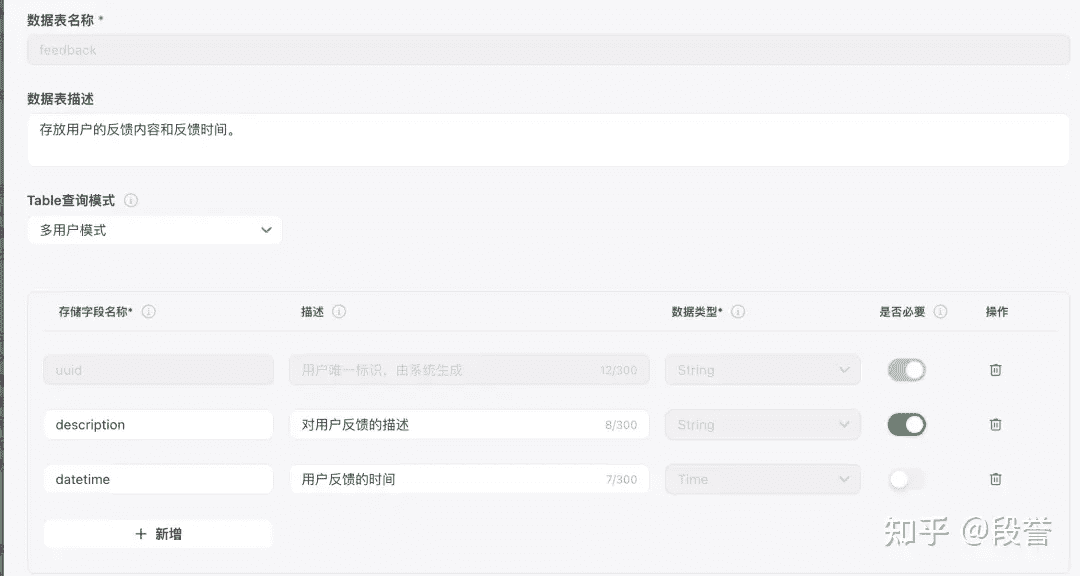 数据表名称 *
feedback
数据表描述
存放用户的反馈内容和反馈时间。
Table查询模式
多用户模式
存储字段名称* 描述 数据类型* 是否必要 操作
uuid 用户唯一标识，由系统生成 12/300 String
description 对用户反馈的描述 8/300 String
datetime 用户反馈的时间 7/300 Time
+ 新增
知乎 @段誉